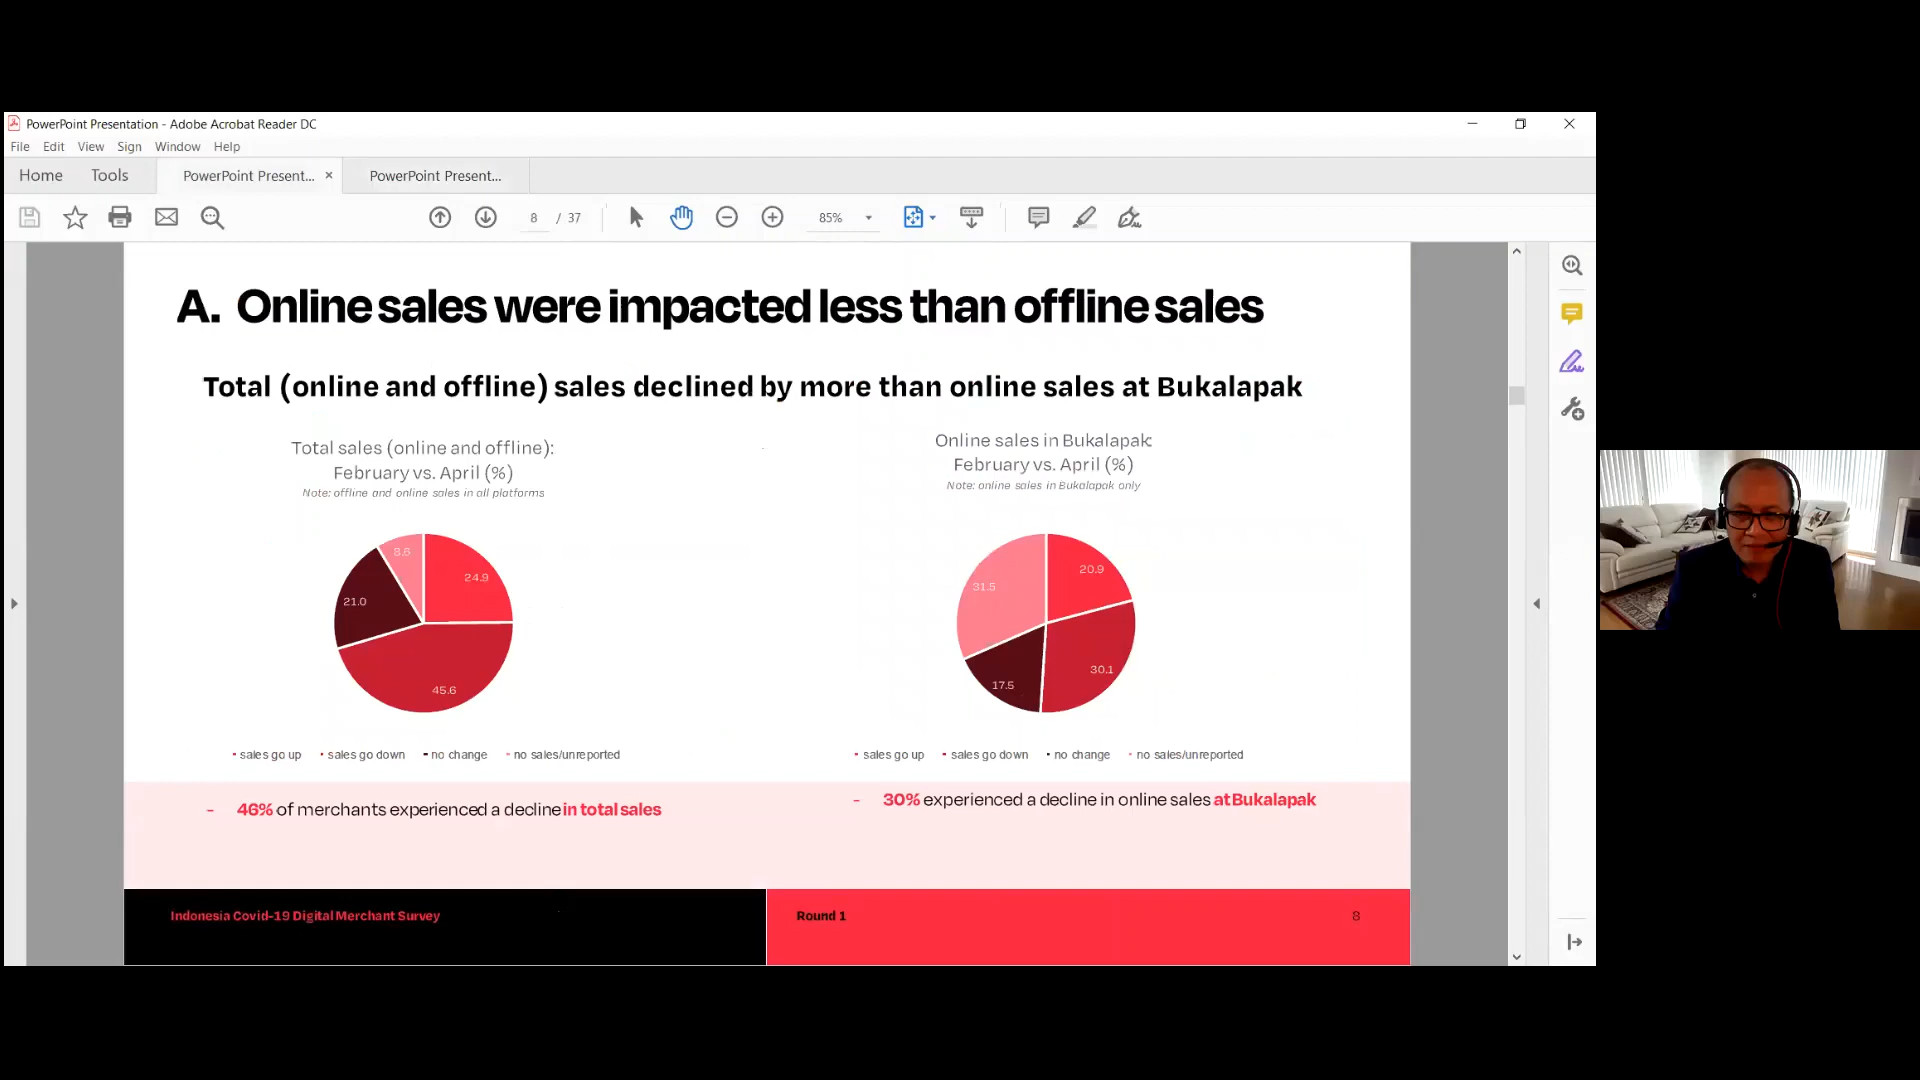 PowerPoint Presentation - Adobe Acrobat Reader DC
File Edit View Sign Window Help
Home Tools PowerPoint Present... × PowerPoint Present...
8 / 37 85%
A. Online sales were impacted less than offline sales
Total (online and offline) sales declined by more than online sales at Bukalapak
Total sales (online and offline):
February vs. April (%)
Note: offline and online sales in all platforms
8.6
24.9
21.0
45.6
sales go up sales go down no change no sales/unreported
- 46% of merchants experienced a decline in total sales
Online sales in Bukalapak:
February vs. April (%)
Note: online sales in Bukalapak only
31.5
20.9
30.1
17.5
sales go up sales go down no change no sales/unreported
- 30% experienced a decline in online sales at Bukalapak
Indonesia Covid-19 Digital Merchant Survey
Round 1
8